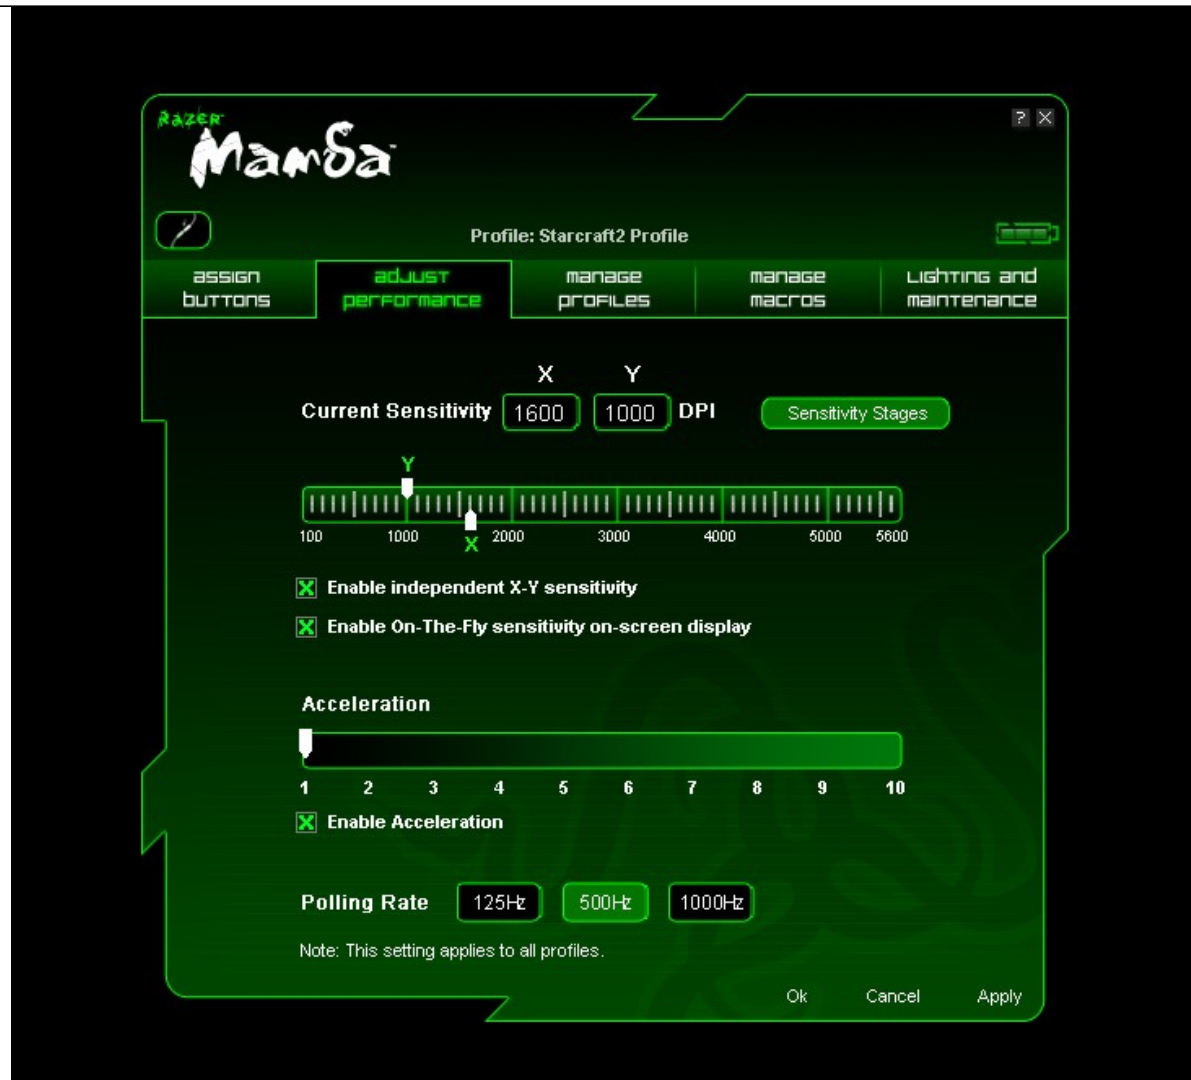 RAZER
Mamba™
? X
Profile: Starcraft2 Profile
assign buttons
adjust performance
manage profiles
manage macros
Lighting and maintenance
X Y
Current Sensitivity 1600 1000 DPI Sensitivity Stages
Y
100 1000 X 2000 3000 4000 5000 5600
Enable independent X-Y sensitivity
Enable On-The-Fly sensitivity on-screen display
Acceleration
1 2 3 4 5 6 7 8 9 10
Enable Acceleration
Polling Rate 125Hz 500Hz 1000Hz
Note: This setting applies to all profiles.
Ok Cancel Apply